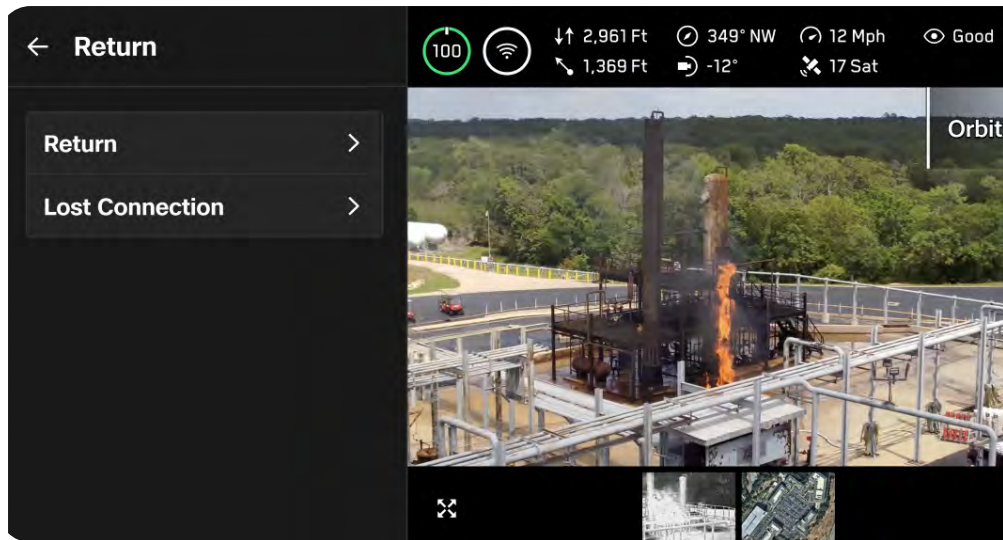 Return
Return
Lost Connection
100
2,961 Ft
349° NW
12 Mph
Good
1,369 Ft
-12°
17 Sat
Orbit